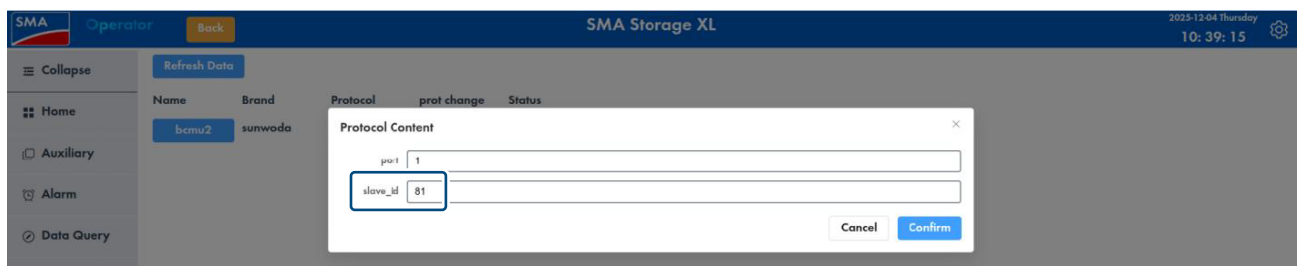 SMA
Operator
Back
SMA Storage XL
2025-12-04 Thursday
10: 39: 15
Collapse
Refresh Data
Name Brand Protocol prot change Status
Home
bcmu2 sunwoda
Protocol Content
port 1
Auxiliary
slave_id 81
Alarm
Cancel Confirm
Data Query